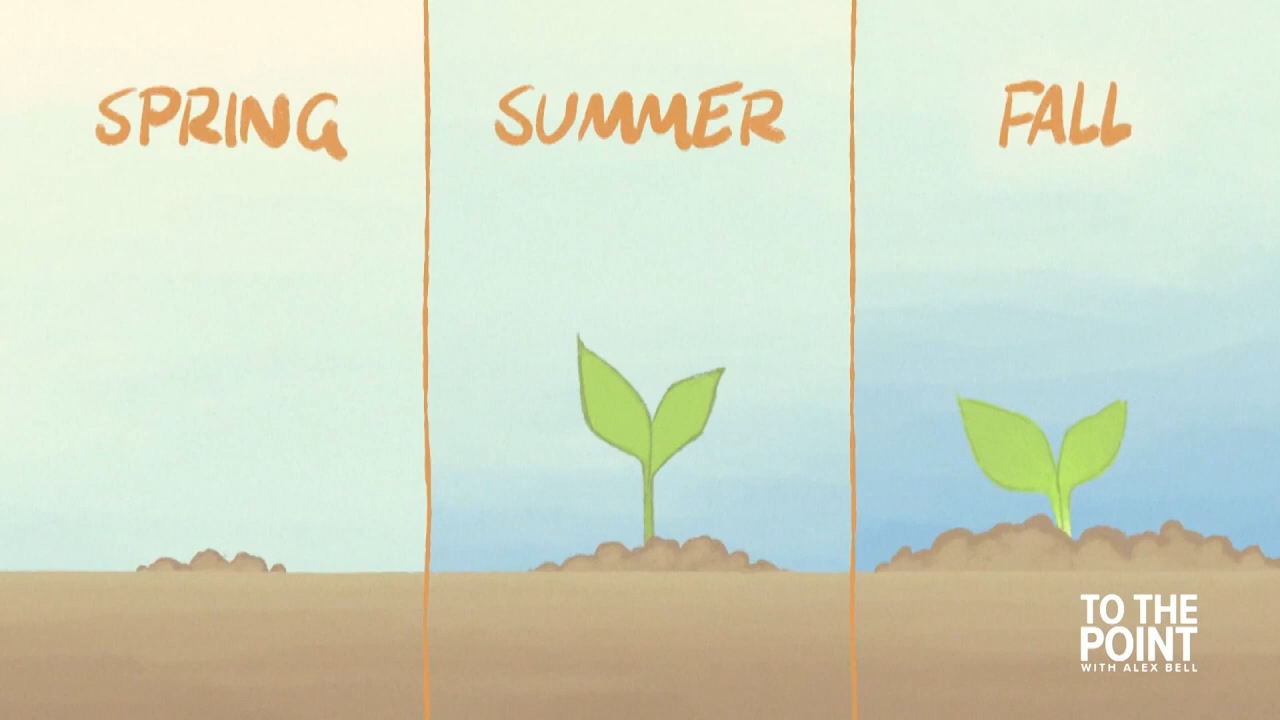 SPRING
SUMMER
FALL
TO THE
POINT
WITH ALEX BELL